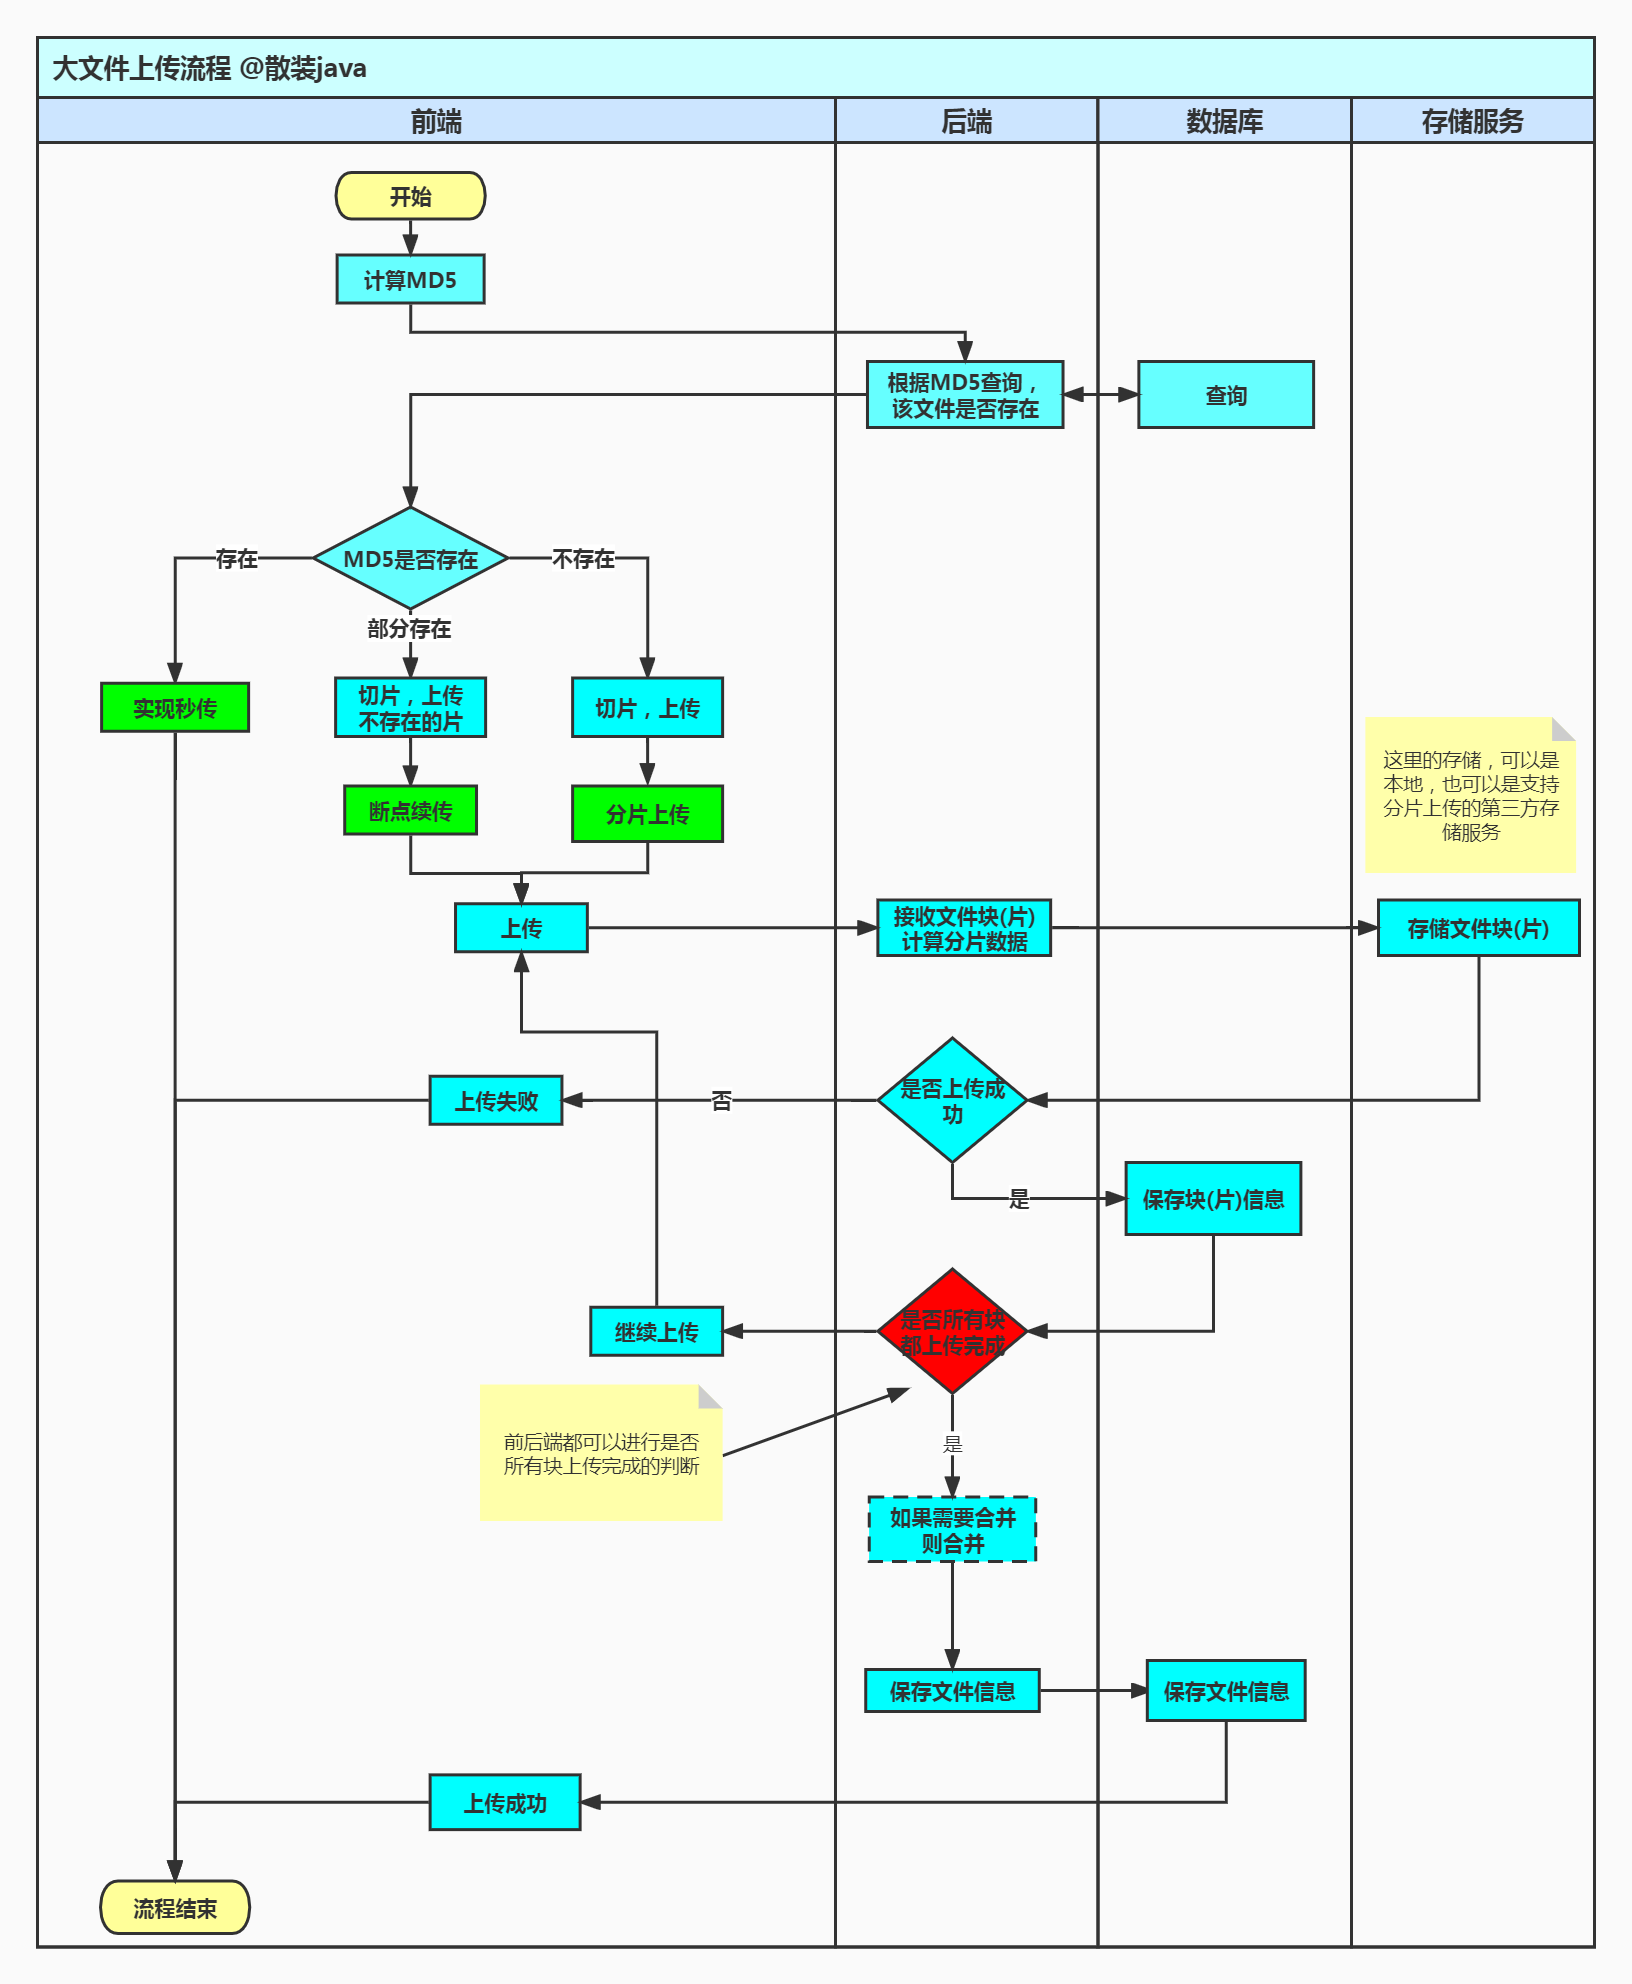 大文件上传流程 @散装java
前端
后端
数据库
存储服务
开始
计算MD5
根据MD5查询，
该文件是否存在
查询
MD5是否存在
存在
不存在
部分存在
实现秒传
切片，上传
不存在的片
切片，上传
断点续传
分片上传
这里的存储，可以是
本地，也可以是支持
分片上传的第三方存
储服务
上传
接收文件块(片)
计算分片数据
存储文件块(片)
是否上传成
功
否
上传失败
是
保存块(片)信息
是否所有块
都上传完成
继续上传
前后端都可以进行是否
所有块上传完成的判断
是
如果需要合并
则合并
保存文件信息
保存文件信息
上传成功
流程结束